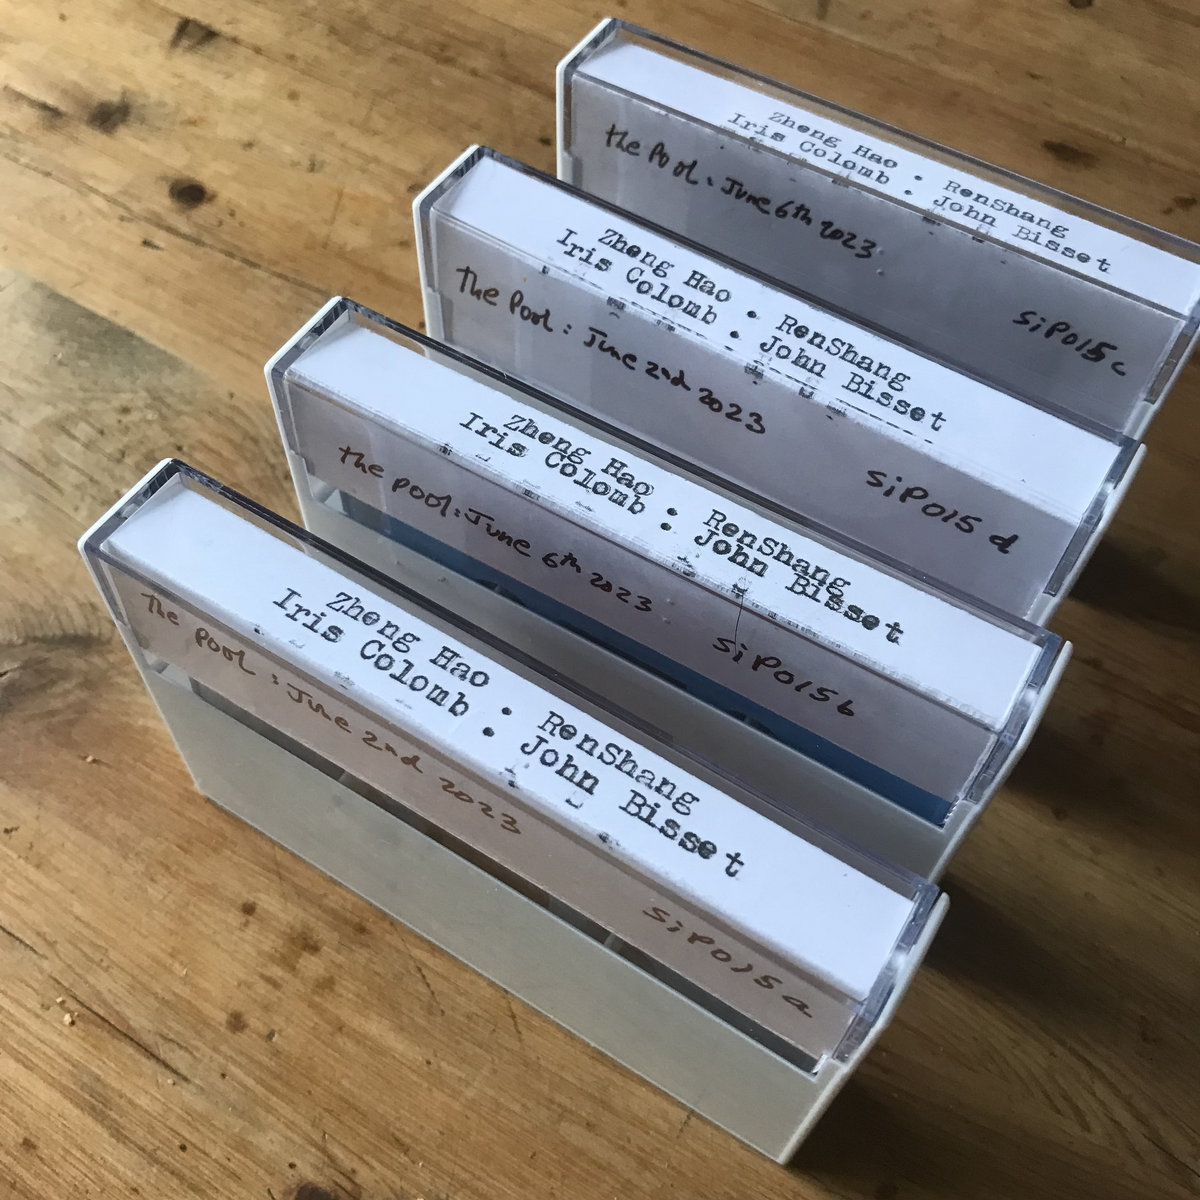 Zheng Hao · RenShang
Iris Colomb · John Bisset
the Pool : June 6th 2023
SiP015c
Zheng Hao · RenShang
Iris Colomb · John Bisset
The Pool : June 2nd 2023
SiP015 d
Zheng Hao · RenShang
Iris Colomb · John Bisset
the pool : June 6th 2023
SiP015b
Zheng Hao · RenShang
Iris Colomb · John Bisset
The Pool : June 2nd 2023
SiP015a